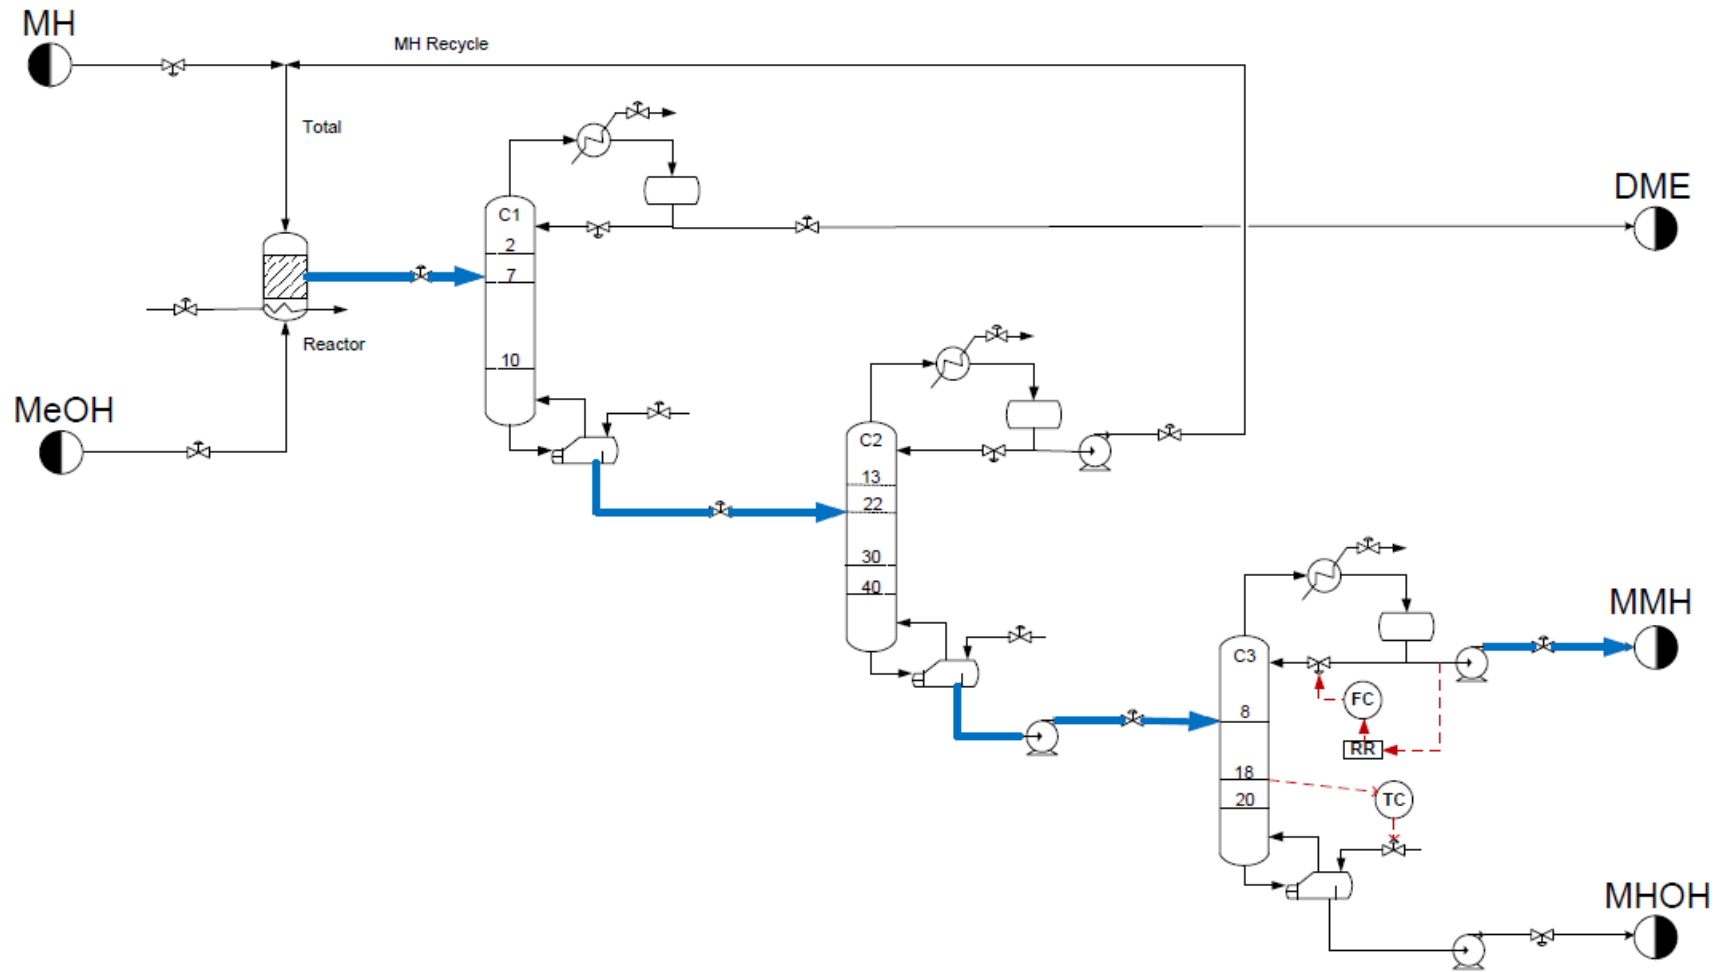 MH
MH Recycle
Total
C1
2
7
10
DME
Reactor
MeOH
C2
13
22
30
40
C3
8
18
20
FC
RR
TC
MMH
MHOH